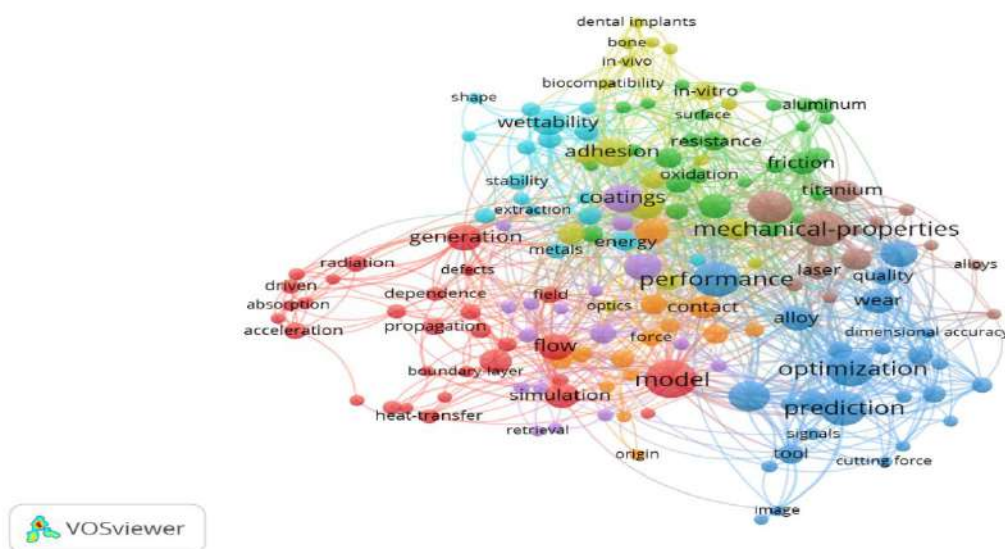 dental implants
bone
in-vivo
biocompatibility
in-vitro
shape
aluminum
surface
wettability
resistance
adhesion
friction
oxidation
stability
titanium
coatings
extraction
mechanical-properties
generation
energy
metals
radiation
defects
laser
alloys
performance
quality
driven
dependence
field
optics
contact
wear
absorption
alloy
acceleration
propagation
force
dimensional accuracy
flow
boundary layer
optimization
model
simulation
prediction
heat-transfer
retrieval
signals
origin
tool
cutting force
image
VOSviewer